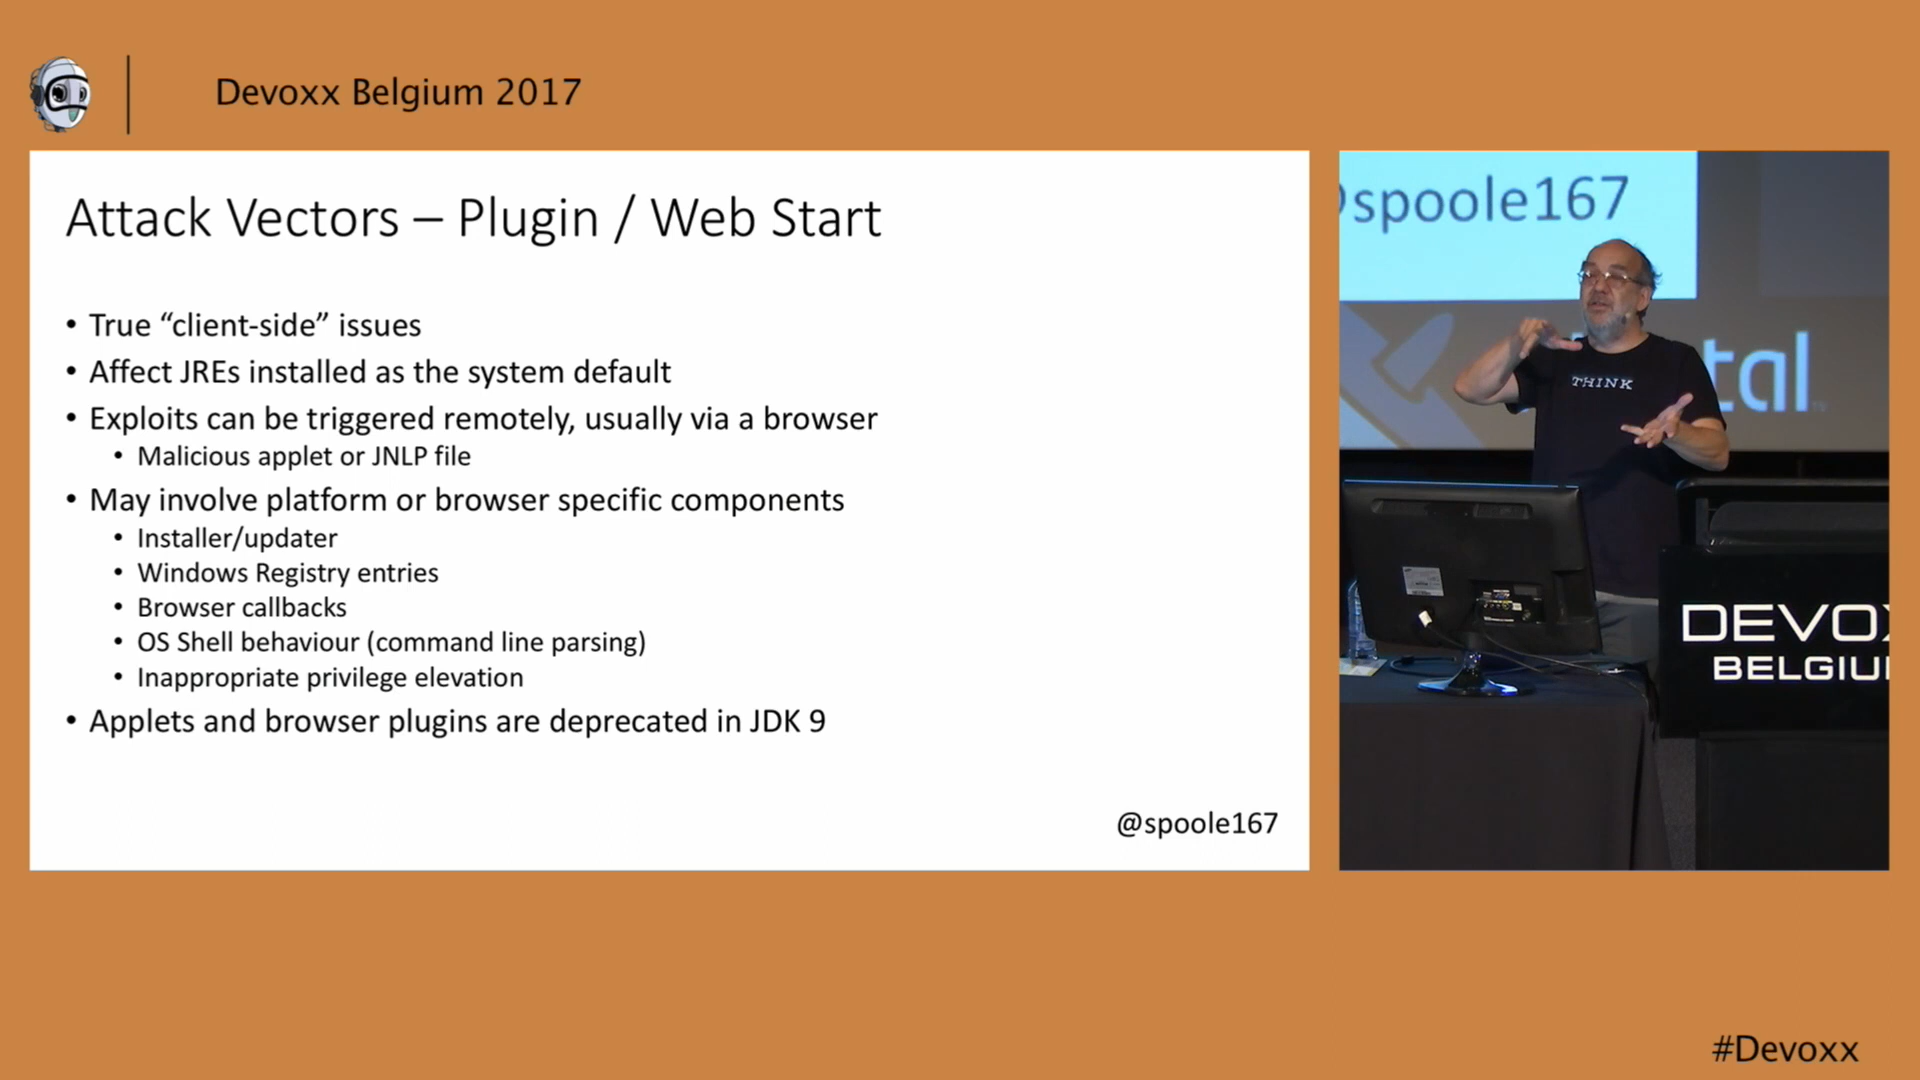 Devoxx Belgium 2017
Attack Vectors – Plugin / Web Start
• True “client-side” issues
• Affect JREs installed as the system default
• Exploits can be triggered remotely, usually via a browser
• Malicious applet or JNLP file
• May involve platform or browser specific components
• Installer/updater
• Windows Registry entries
• Browser callbacks
• OS Shell behaviour (command line parsing)
• Inappropriate privilege elevation
• Applets and browser plugins are deprecated in JDK 9
@spoole167
@spoole167
tal
THINK
DEVOX
BELGIU
#Devoxx